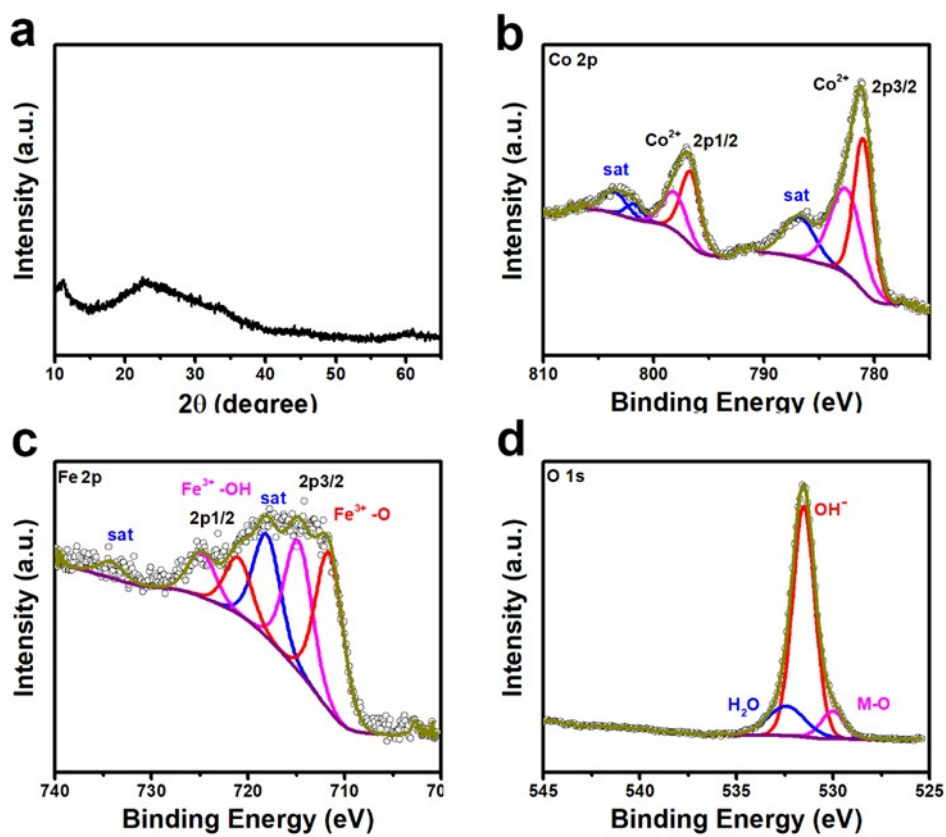 a
Intensity (a.u.)
10 20 30 40 50 60
2θ (degree)
b
Co 2p
Co²⁺ 2p3/2
Co²⁺ 2p1/2
sat
sat
Intensity (a.u.)
810 800 790 780
Binding Energy (eV)
c
Fe 2p
2p3/2
Fe³⁺ -OH sat
Fe³⁺ -O
2p1/2
sat
Intensity (a.u.)
740 730 720 710 70
Binding Energy (eV)
d
O 1s
OH⁻
H₂O M-O
Intensity (a.u.)
545 540 535 530 525
Binding Energy (eV)